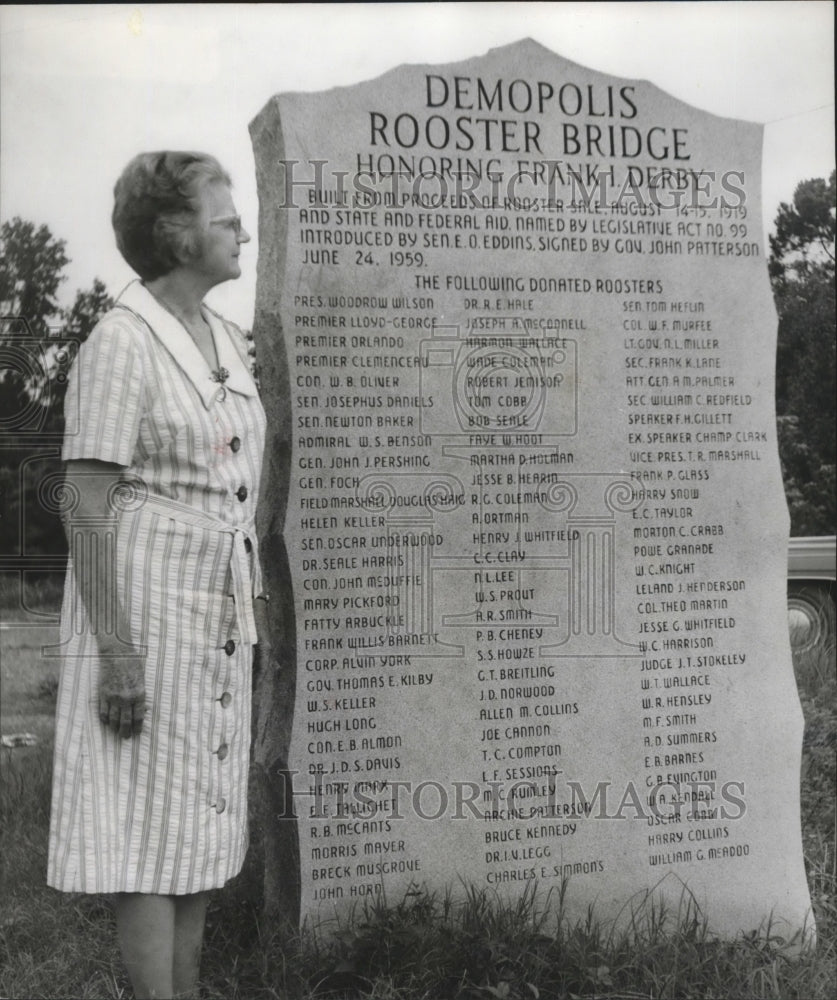 DEMOPOLIS
ROOSTER BRIDGE
HONORING FRANK I. DERBY
BUILT FROM PROCEEDS OF ROOSTER SALE, AUGUST 14-15, 1919
AND STATE AND FEDERAL AID. NAMED BY LEGISLATIVE ACT NO. 99
INTRODUCED BY SEN. E. O. EDDINS, SIGNED BY GOV. JOHN PATTERSON
JUNE 24, 1959.
THE FOLLOWING DONATED ROOSTERS
PRES. WOODROW WILSON
PREMIER LLOYD-GEORGE
PREMIER ORLANDO
PREMIER CLEMENCEAU
CON. W. B. OLIVER
SEN. JOSEPHUS DANIELS
SEN. NEWTON BAKER
ADMIRAL W. S. BENSON
GEN. JOHN J. PERSHING
GEN. FOCH
FIELD MARSHALL DOUGLAS HAIG
HELEN KELLER
SEN. OSCAR UNDERWOOD
DR. SEALE HARRIS
CON. JOHN McDUFFIE
MARY PICKFORD
FATTY ARBUCKLE
FRANK WILLIS BARNETT
CORP. ALVIN YORK
GOV. THOMAS E. KILBY
W. S. KELLER
HUGH LONG
CON. E. B. ALMON
DR. J. D. S. DAVIS
HENRY MARX
E. F. TALLICHET
R. B. McCANTS
MORRIS MAYER
BRECK MUSGROVE
JOHN HORD
DR. R. E. HALE
JOSEPH A. McCONNELL
HARMON WALLACE
WADE COLEMAN
ROBERT JEMISON
TOM COBB
BOB SEALE
FAYE W. HOOT
MARTHA D. HOLMAN
JESSE B. HEARIN
R. G. COLEMAN
A. ORTMAN
HENRY J. WHITFIELD
C. C. CLAY
N. L. LEE
W. S. PROUT
A. R. SMITH
P. B. CHENEY
S. S. HOWZE
G. T. BREITLING
J. D. NORWOOD
ALLEN M. COLLINS
JOE CANNON
T. C. COMPTON
L. F. SESSIONS
M. C. RUMLEY
ARCINE PATTERSON
BRUCE KENNEDY
DR. I. V. LEGG
CHARLES E. SIMMONS
SEN. TOM HEFLIN
COL. W. F. MURFEE
LT. GOV. N. L. MILLER
SEC. FRANK K. LANE
ATT. GEN. A. M. PALMER
SEC. WILLIAM C. REDFIELD
SPEAKER F. H. GILLETT
EX. SPEAKER CHAMP CLARK
VICE PRES. T. R. MARSHALL
FRANK P. GLASS
HARRY SNOW
E. C. TAYLOR
MORTON C. CRABB
POWE GRANADE
W. C. KNIGHT
LELAND J. HENDERSON
COL. THEO MARTIN
JESSE G. WHITFIELD
W. C. HARRISON
JUDGE J. T. STOKELEY
W. T. WALLACE
W. R. HENSLEY
M. F. SMITH
A. D. SUMMERS
E. B. BARNES
G. B. EVINGTON
W. A. KENDALL
OSCAR COBB
HARRY COLLINS
WILLIAM G. McADOO
HISTORIC IMAGES
HISTORIC IMAGES